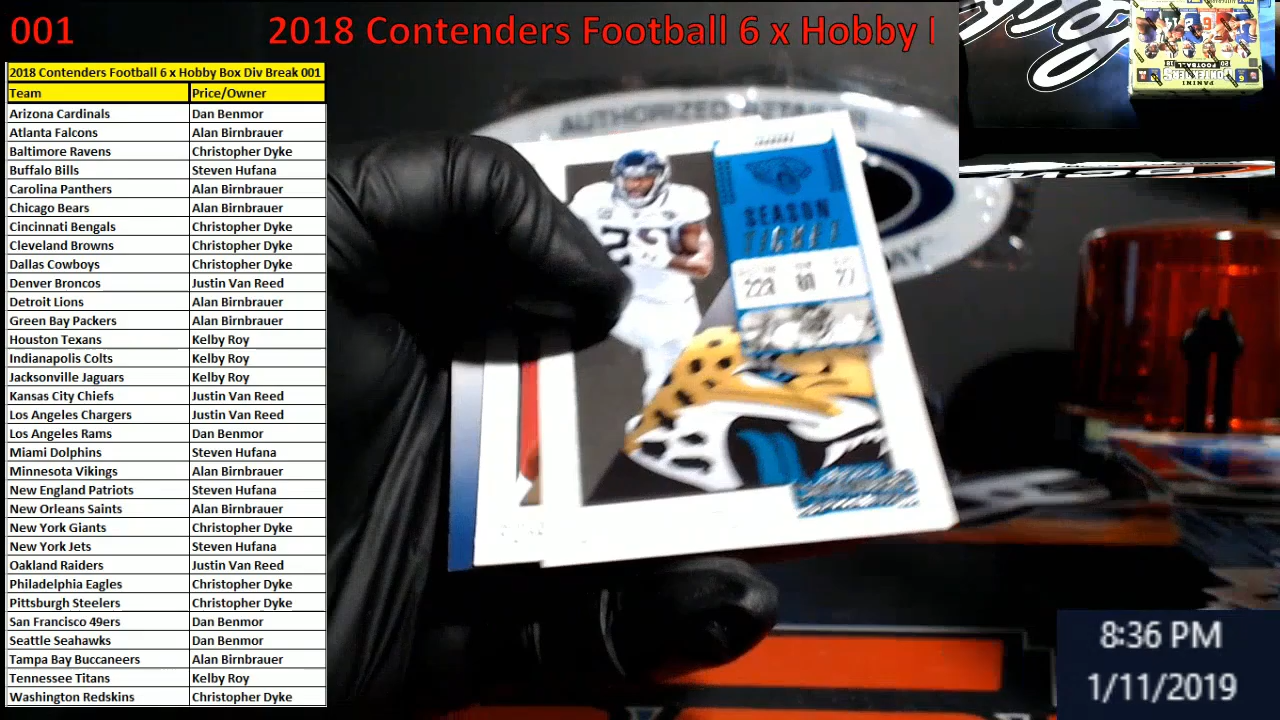 001 2018 Contenders Football 6 x Hobby
2018 Contenders Football 6 x Hobby Box Div Break 001
Team Price/Owner
Arizona Cardinals Dan Benmor
Atlanta Falcons Alan Birnbrauer
Baltimore Ravens Christopher Dyke
Buffalo Bills Steven Hufana
Carolina Panthers Alan Birnbrauer
Chicago Bears Alan Birnbrauer
Cincinnati Bengals Christopher Dyke
Cleveland Browns Christopher Dyke
Dallas Cowboys Christopher Dyke
Denver Broncos Justin Van Reed
Detroit Lions Alan Birnbrauer
Green Bay Packers Alan Birnbrauer
Houston Texans Kelby Roy
Indianapolis Colts Kelby Roy
Jacksonville Jaguars Kelby Roy
Kansas City Chiefs Justin Van Reed
Los Angeles Chargers Justin Van Reed
Los Angeles Rams Dan Benmor
Miami Dolphins Steven Hufana
Minnesota Vikings Alan Birnbrauer
New England Patriots Steven Hufana
New Orleans Saints Alan Birnbrauer
New York Giants Christopher Dyke
New York Jets Steven Hufana
Oakland Raiders Justin Van Reed
Philadelphia Eagles Christopher Dyke
Pittsburgh Steelers Christopher Dyke
San Francisco 49ers Dan Benmor
Seattle Seahawks Dan Benmor
Tampa Bay Buccaneers Alan Birnbrauer
Tennessee Titans Kelby Roy
Washington Redskins Christopher Dyke
AUTHORIZED
SEASON
TICKET
CONTENDERS
PANINI
8:36 PM
1/11/2019